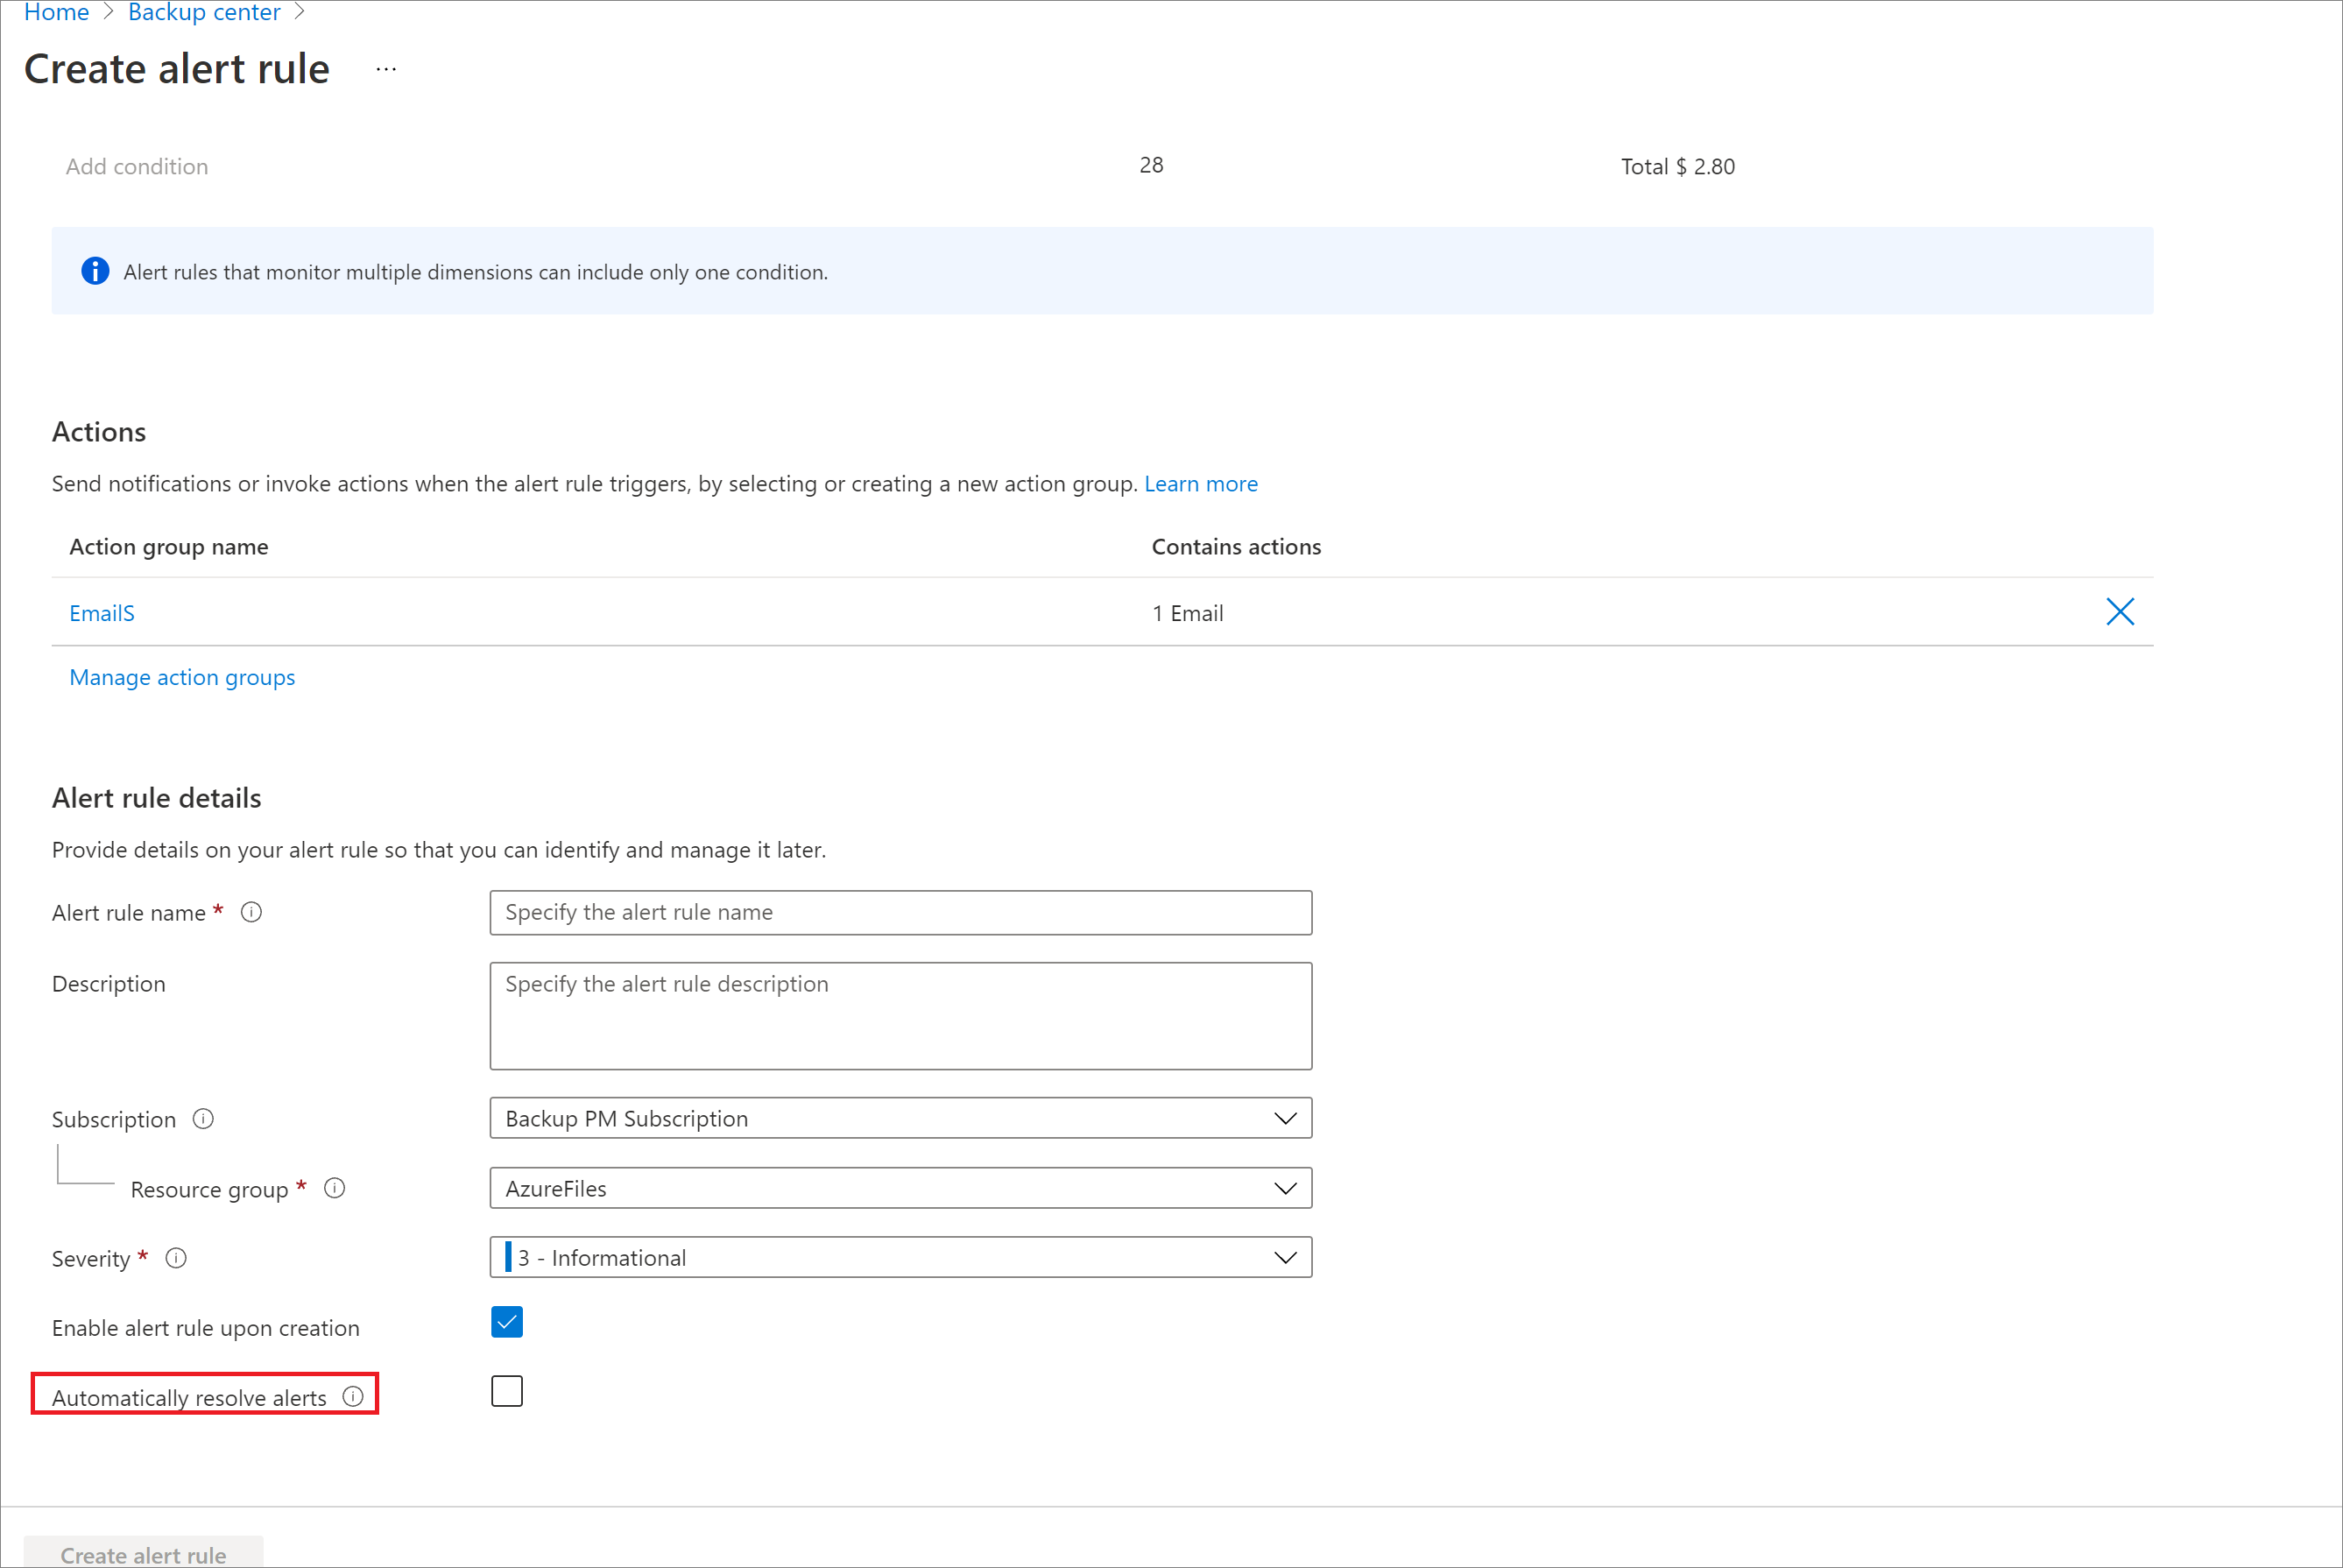 Home > Backup center >
Create alert rule ...
Add condition 28 Total $ 2.80
Alert rules that monitor multiple dimensions can include only one condition.
Actions
Send notifications or invoke actions when the alert rule triggers, by selecting or creating a new action group. Learn more
Action group name Contains actions
EmailS 1 Email
Manage action groups
Alert rule details
Provide details on your alert rule so that you can identify and manage it later.
Alert rule name * Specify the alert rule name
Description Specify the alert rule description
Subscription Backup PM Subscription
Resource group * AzureFiles
Severity * 3 - Informational
Enable alert rule upon creation
Automatically resolve alerts
Create alert rule